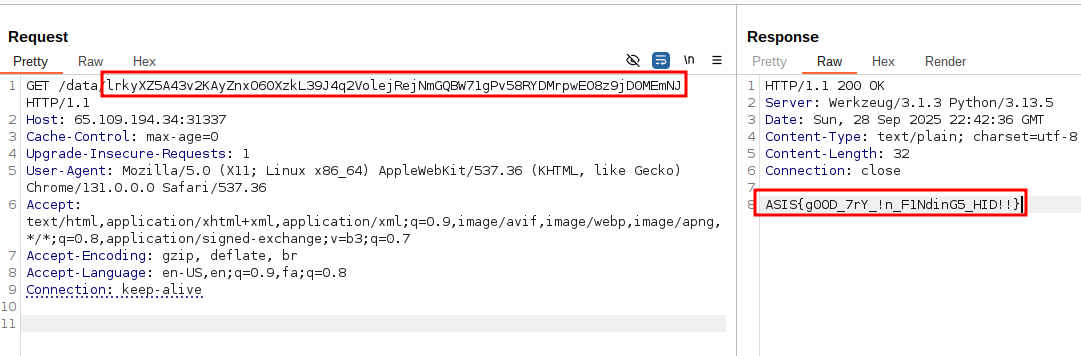 Request
Pretty Raw Hex
\n
1 GET /data/lrkyXZ5A43v2KAyZnxO6OXzkL39J4q2VolejRejNmGQBW71gPv58RYDMrpwEO8z9jDOMEmNJ
HTTP/1.1
2 Host: 65.109.194.34:31337
3 Cache-Control: max-age=0
4 Upgrade-Insecure-Requests: 1
5 User-Agent: Mozilla/5.0 (X11; Linux x86_64) AppleWebKit/537.36 (KHTML, like Gecko)
Chrome/131.0.0.0 Safari/537.36
6 Accept:
text/html,application/xhtml+xml,application/xml;q=0.9,image/avif,image/webp,image/apng,
*/*;q=0.8,application/signed-exchange;v=b3;q=0.7
7 Accept-Encoding: gzip, deflate, br
8 Accept-Language: en-US,en;q=0.9,fa;q=0.8
9 Connection: keep-alive
10
11
Response
Pretty Raw Hex Render
1 HTTP/1.1 200 OK
2 Server: Werkzeug/3.1.3 Python/3.13.5
3 Date: Sun, 28 Sep 2025 22:42:36 GMT
4 Content-Type: text/plain; charset=utf-8
5 Content-Length: 32
6 Connection: close
7
8 ASIS{gOOD_7rY_!n_F1NdinG5_HID!!}